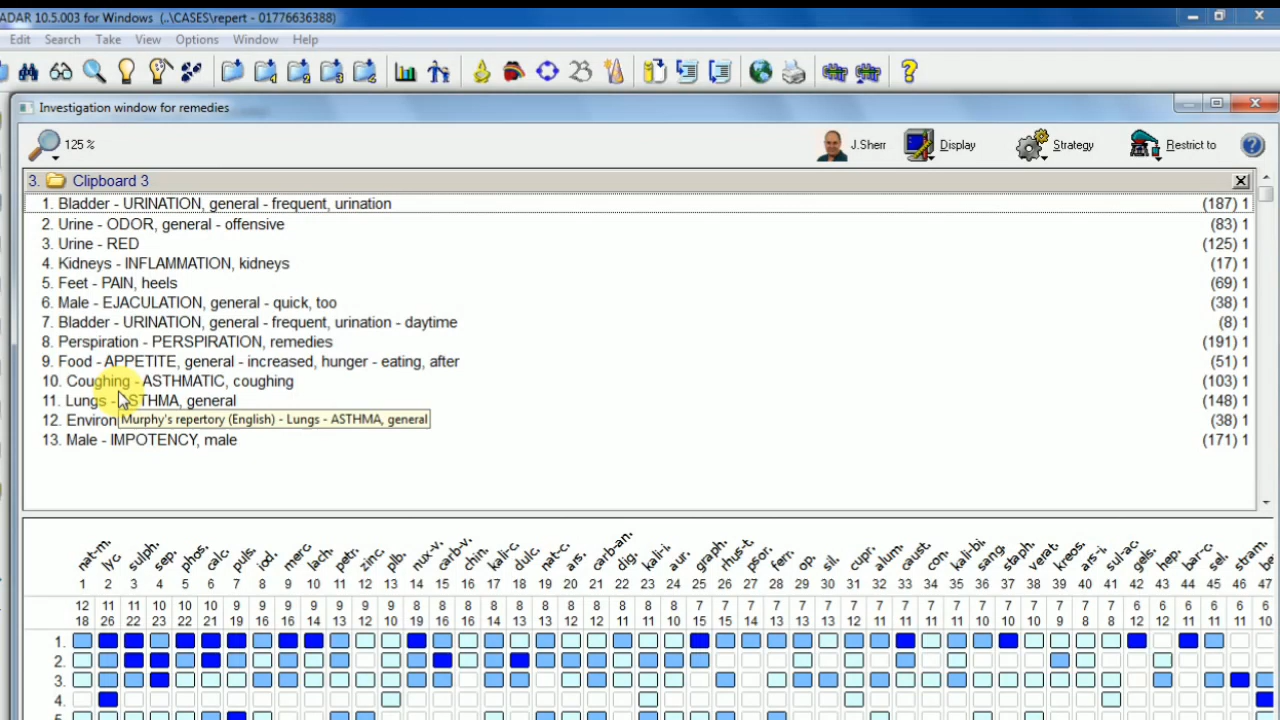 ADAR 10.5.003 for Windows (..\CASES\repert - 01776636388)
Edit Search Take View Options Window Help
Investigation window for remedies
125 % J.Sherr Display Strategy Restrict to
3. Clipboard 3
1. Bladder - URINATION, general - frequent, urination (187) 1
2. Urine - ODOR, general - offensive (83) 1
3. Urine - RED (125) 1
4. Kidneys - INFLAMMATION, kidneys (17) 1
5. Feet - PAIN, heels (69) 1
6. Male - EJACULATION, general - quick, too (38) 1
7. Bladder - URINATION, general - frequent, urination - daytime (8) 1
8. Perspiration - PERSPIRATION, remedies (191) 1
9. Food - APPETITE, general - increased, hunger - eating, after (51) 1
10. Coughing - ASTHMATIC, coughing (103) 1
11. Lungs - ASTHMA, general (148) 1
12. Environ (38) 1
Murphy's repertory (English) - Lungs - ASTHMA, general
13. Male - IMPOTENCY, male (171) 1
nat-m. lyc. sulph. sep. phos. calc. puls. iod. merc. lach. petr. zinc. plb. nux-v. carb-v. chin. kali-c. dulc. nat-c. ars. carb-an. dig. kali-i. aur. graph. rhus-t. psor. ferr. op. sil. cupr. alum. caust. con. kali-bi. sang. staph. verat. kreos. ars-i. sul-ac. gels. hep. bar-c. sel. stram.
1 2 3 4 5 6 7 8 9 10 11 12 13 14 15 16 17 18 19 20 21 22 23 24 25 26 27 28 29 30 31 32 33 34 35 36 37 38 39 40 41 42 43 44 45 46 47
12 11 11 10 10 10 9 9 9 9 9 9 9 8 8 8 8 8 8 8 8 8 8 8 7 7 7 7 7 7 7 7 7 7 7 7 7 7 7 7 7 6 6 6 6 6 6
18 26 22 23 22 21 19 16 16 14 13 12 10 18 16 16 14 13 13 12 12 11 11 10 15 14 14 13 13 13 12 11 11 11 11 10 10 10 9 8 8 12 12 11 11 11 10
1.
2.
3.
4.